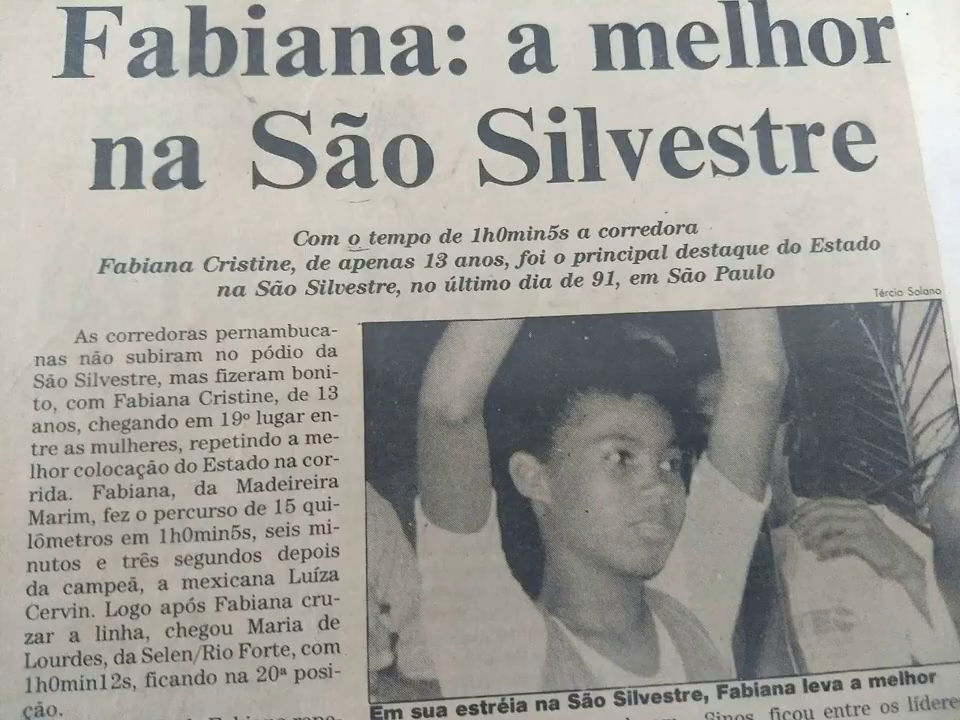 Fabiana: a melhor
na São Silvestre
Com o tempo de 1h0min5s a corredora
Fabiana Cristine, de apenas 13 anos, foi o principal destaque do Estado
na São Silvestre, no último dia de 91, em São Paulo
Tércio Solano
As corredoras pernambuca-
nas não subiram no pódio da
São Silvestre, mas fizeram boni-
to, com Fabiana Cristine, de 13
anos, chegando em 19º lugar en-
tre as mulheres, repetindo a me-
lhor colocação do Estado na cor-
rida. Fabiana, da Madeireira
Marim, fez o percurso de 15 qui-
lômetros em 1h0min5s, seis mi-
nutos e três segundos depois
da campeã, a mexicana Luíza
Cervin. Logo após Fabiana cru-
zar a linha, chegou Maria de
Lourdes, da Selen/Rio Forte, com
1h0min12s, ficando na 20ª posi-
ção.
Em sua estréia na São Silvestre, Fabiana leva a melhor
Sinos, ficou entre os lídere